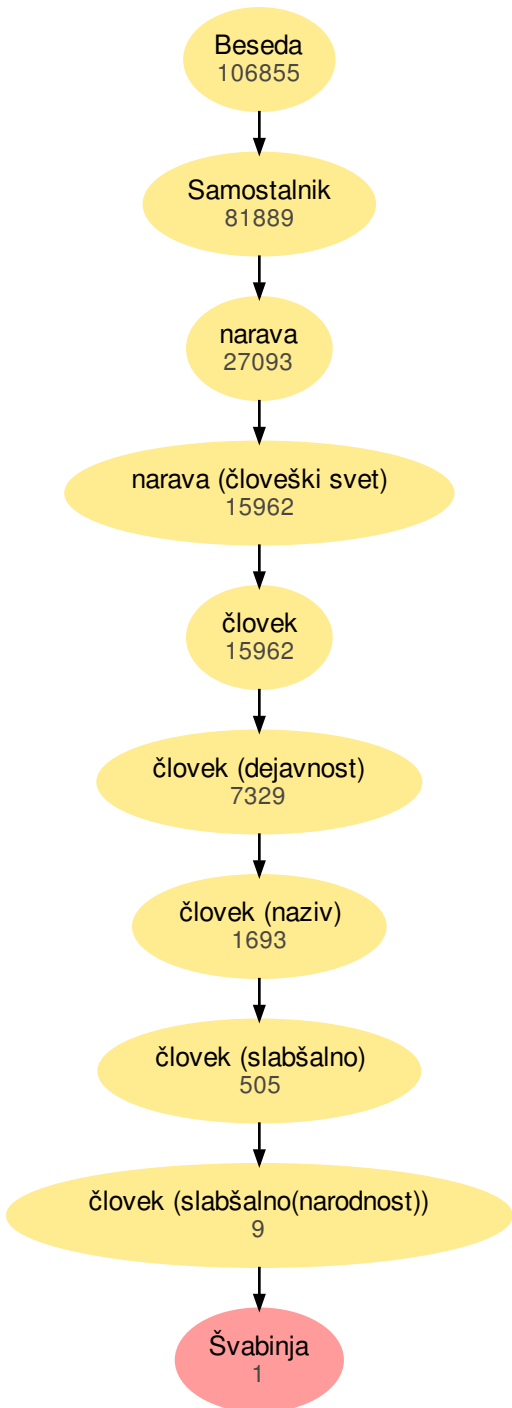 Beseda
106855
Samostalnik
81889
narava
27093
narava (človeški svet)
15962
človek
15962
človek (dejavnost)
7329
človek (naziv)
1693
človek (slabšalno)
505
človek (slabšalno(narodnost))
9
Švabinja
1